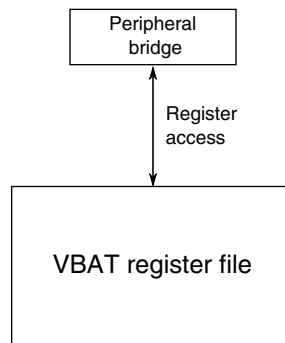 Peripheral
bridge
Register
access
VBAT register file